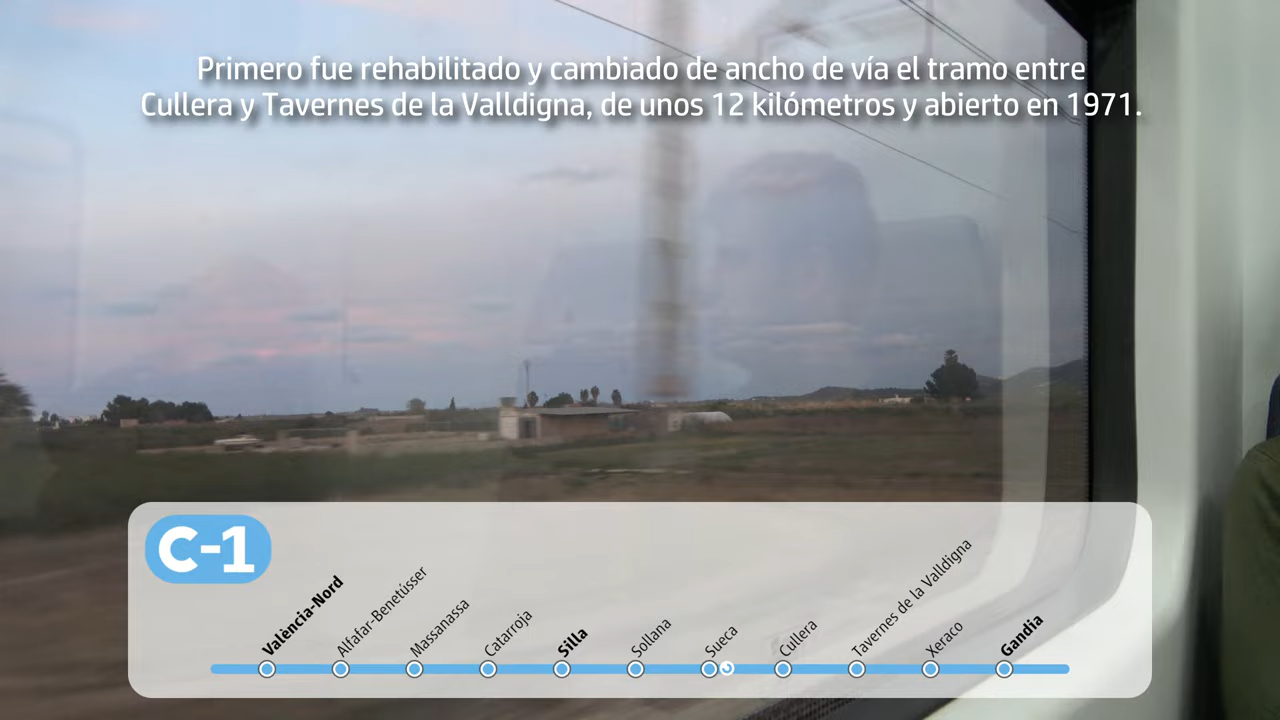 Primero fue rehabilitado y cambiado de ancho de vía el tramo entre
Cullera y Tavernes de la Valldigna, de unos 12 kilómetros y abierto en 1971.
C-1
València-Nord
Alfafar-Benetússer
Massanassa
Catarroja
Silla
Sollana
Sueca
Cullera
Tavernes de la Valldigna
Xeraco
Gandia